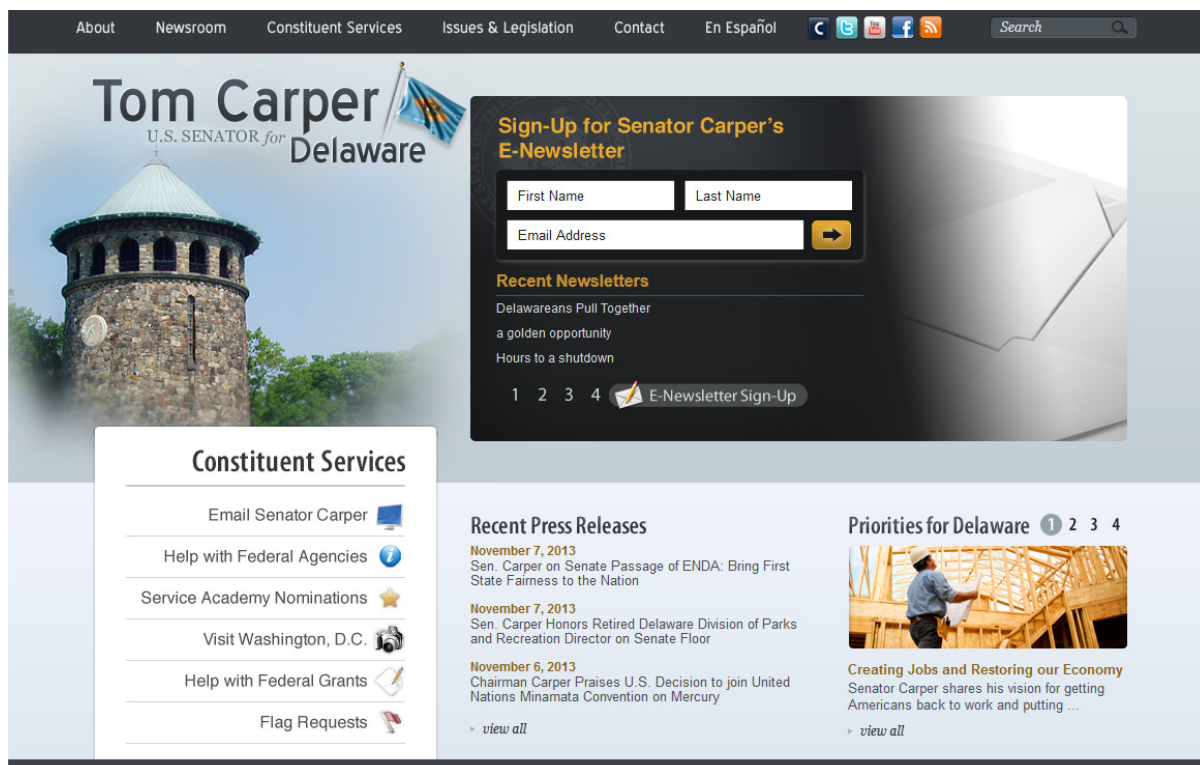 About Newsroom Constituent Services Issues & Legislation Contact En Español Search
Tom Carper
U.S. SENATOR for
Delaware
Sign-Up for Senator Carper's
E-Newsletter
First Name Last Name
Email Address
Recent Newsletters
Delawareans Pull Together
a golden opportunity
Hours to a shutdown
1 2 3 4 E-Newsletter Sign-Up
Constituent Services
Email Senator Carper
Help with Federal Agencies
Service Academy Nominations
Visit Washington, D.C.
Help with Federal Grants
Flag Requests
Recent Press Releases
November 7, 2013
Sen. Carper on Senate Passage of ENDA: Bring First
State Fairness to the Nation
November 7, 2013
Sen. Carper Honors Retired Delaware Division of Parks
and Recreation Director on Senate Floor
November 6, 2013
Chairman Carper Praises U.S. Decision to join United
Nations Minamata Convention on Mercury
view all
Priorities for Delaware 1 2 3 4
Creating Jobs and Restoring our Economy
Senator Carper shares his vision for getting
Americans back to work and putting ...
view all